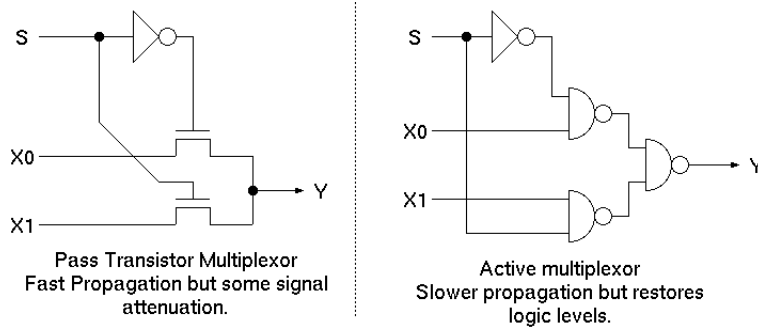 S
X0
X1
Y
Pass Transistor Multiplexor
Fast Propagation but some signal
attenuation.
S
X0
X1
Y
Active multiplexor
Slower propagation but restores
logic levels.